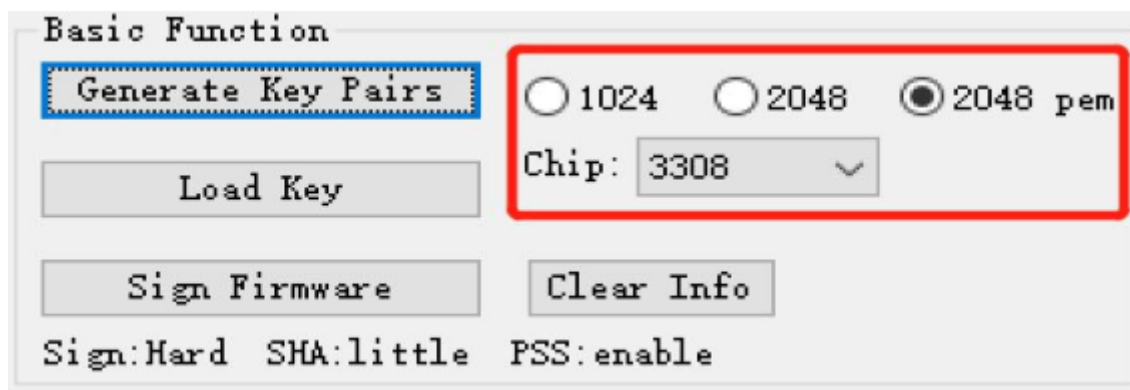 Basic Function
Generate Key Pairs 1024 2048 2048 pem
Chip: 3308
Load Key
Sign Firmware Clear Info
Sign:Hard SHA:little PSS:enable